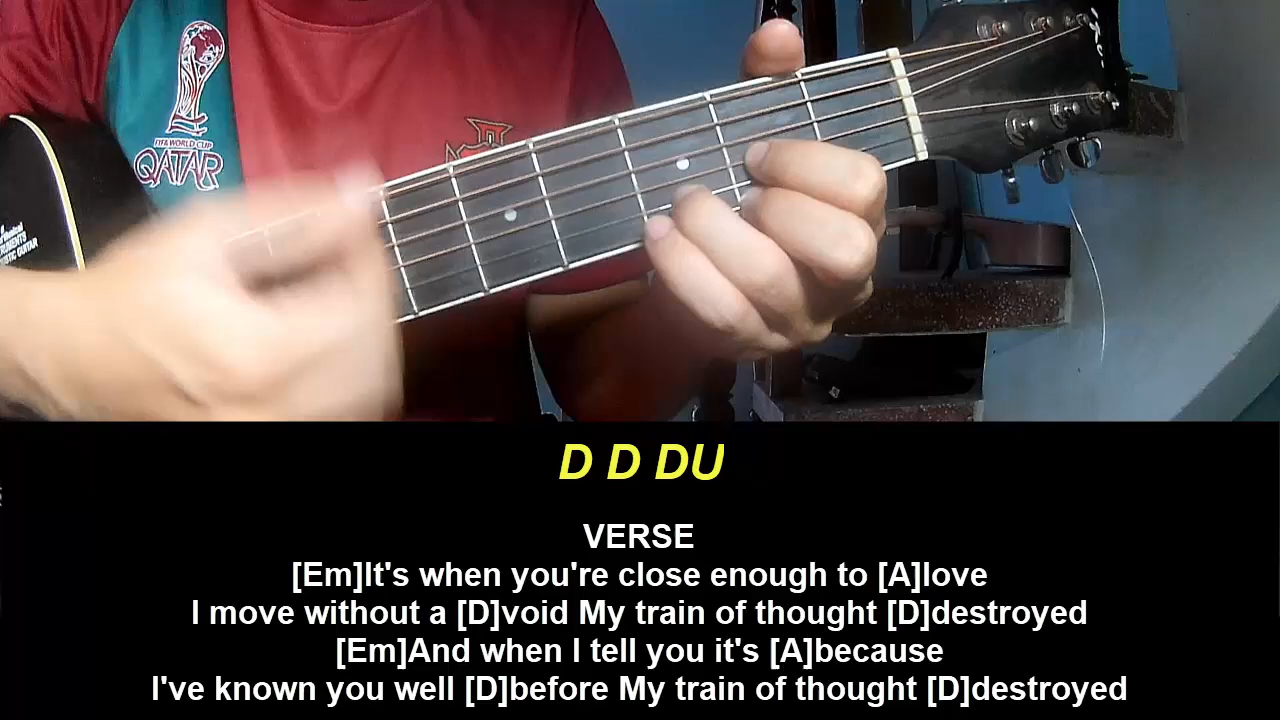 FIFA WORLD CUP
QATAR
D D DU
VERSE
[Em]It's when you're close enough to [A]love
I move without a [D]void My train of thought [D]destroyed
[Em]And when I tell you it's [A]because
I've known you well [D]before My train of thought [D]destroyed